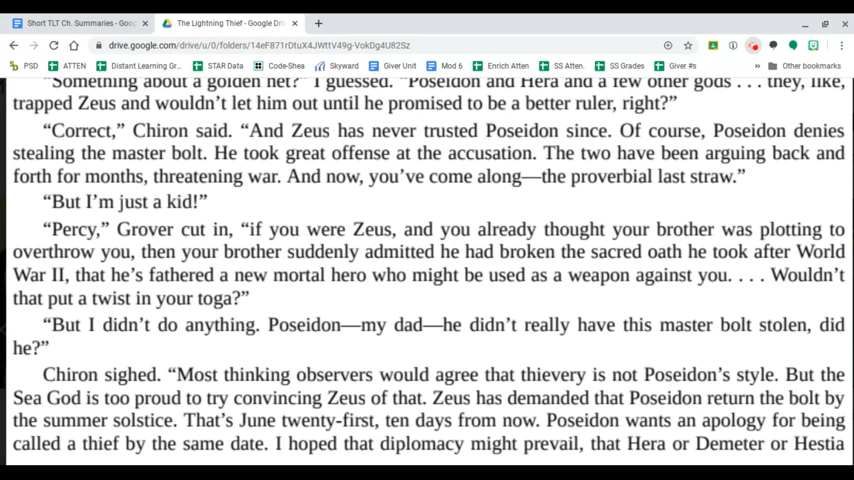 Short TLT Ch. Summaries - Goog
The Lightning Thief - Google Driv
drive.google.com/drive/u/0/folders/14eF871rDtuX4JWttV49g-VokDg4U82Sz
PSD ATTEN Distant Learning Gr... STAR Data Code-Shea Giver Unit Mod 6 Enrich Atten SS Atten. SS Grades Giver #s » Other bookmarks
Skyward
“Something about a golden net?” I guessed. “Poseidon and Hera and a few other gods . . . they, like,
trapped Zeus and wouldn’t let him out until he promised to be a better ruler, right?”
“Correct,” Chiron said. “And Zeus has never trusted Poseidon since. Of course, Poseidon denies
stealing the master bolt. He took great offense at the accusation. The two have been arguing back and
forth for months, threatening war. And now, you’ve come along—the proverbial last straw.”
“But I’m just a kid!”
“Percy,” Grover cut in, “if you were Zeus, and you already thought your brother was plotting to
overthrow you, then your brother suddenly admitted he had broken the sacred oath he took after World
War II, that he’s fathered a new mortal hero who might be used as a weapon against you. . . . Wouldn’t
that put a twist in your toga?”
“But I didn’t do anything. Poseidon—my dad—he didn’t really have this master bolt stolen, did
he?”
Chiron sighed. “Most thinking observers would agree that thievery is not Poseidon’s style. But the
Sea God is too proud to try convincing Zeus of that. Zeus has demanded that Poseidon return the bolt by
the summer solstice. That’s June twenty-first, ten days from now. Poseidon wants an apology for being
called a thief by the same date. I hoped that diplomacy might prevail, that Hera or Demeter or Hestia